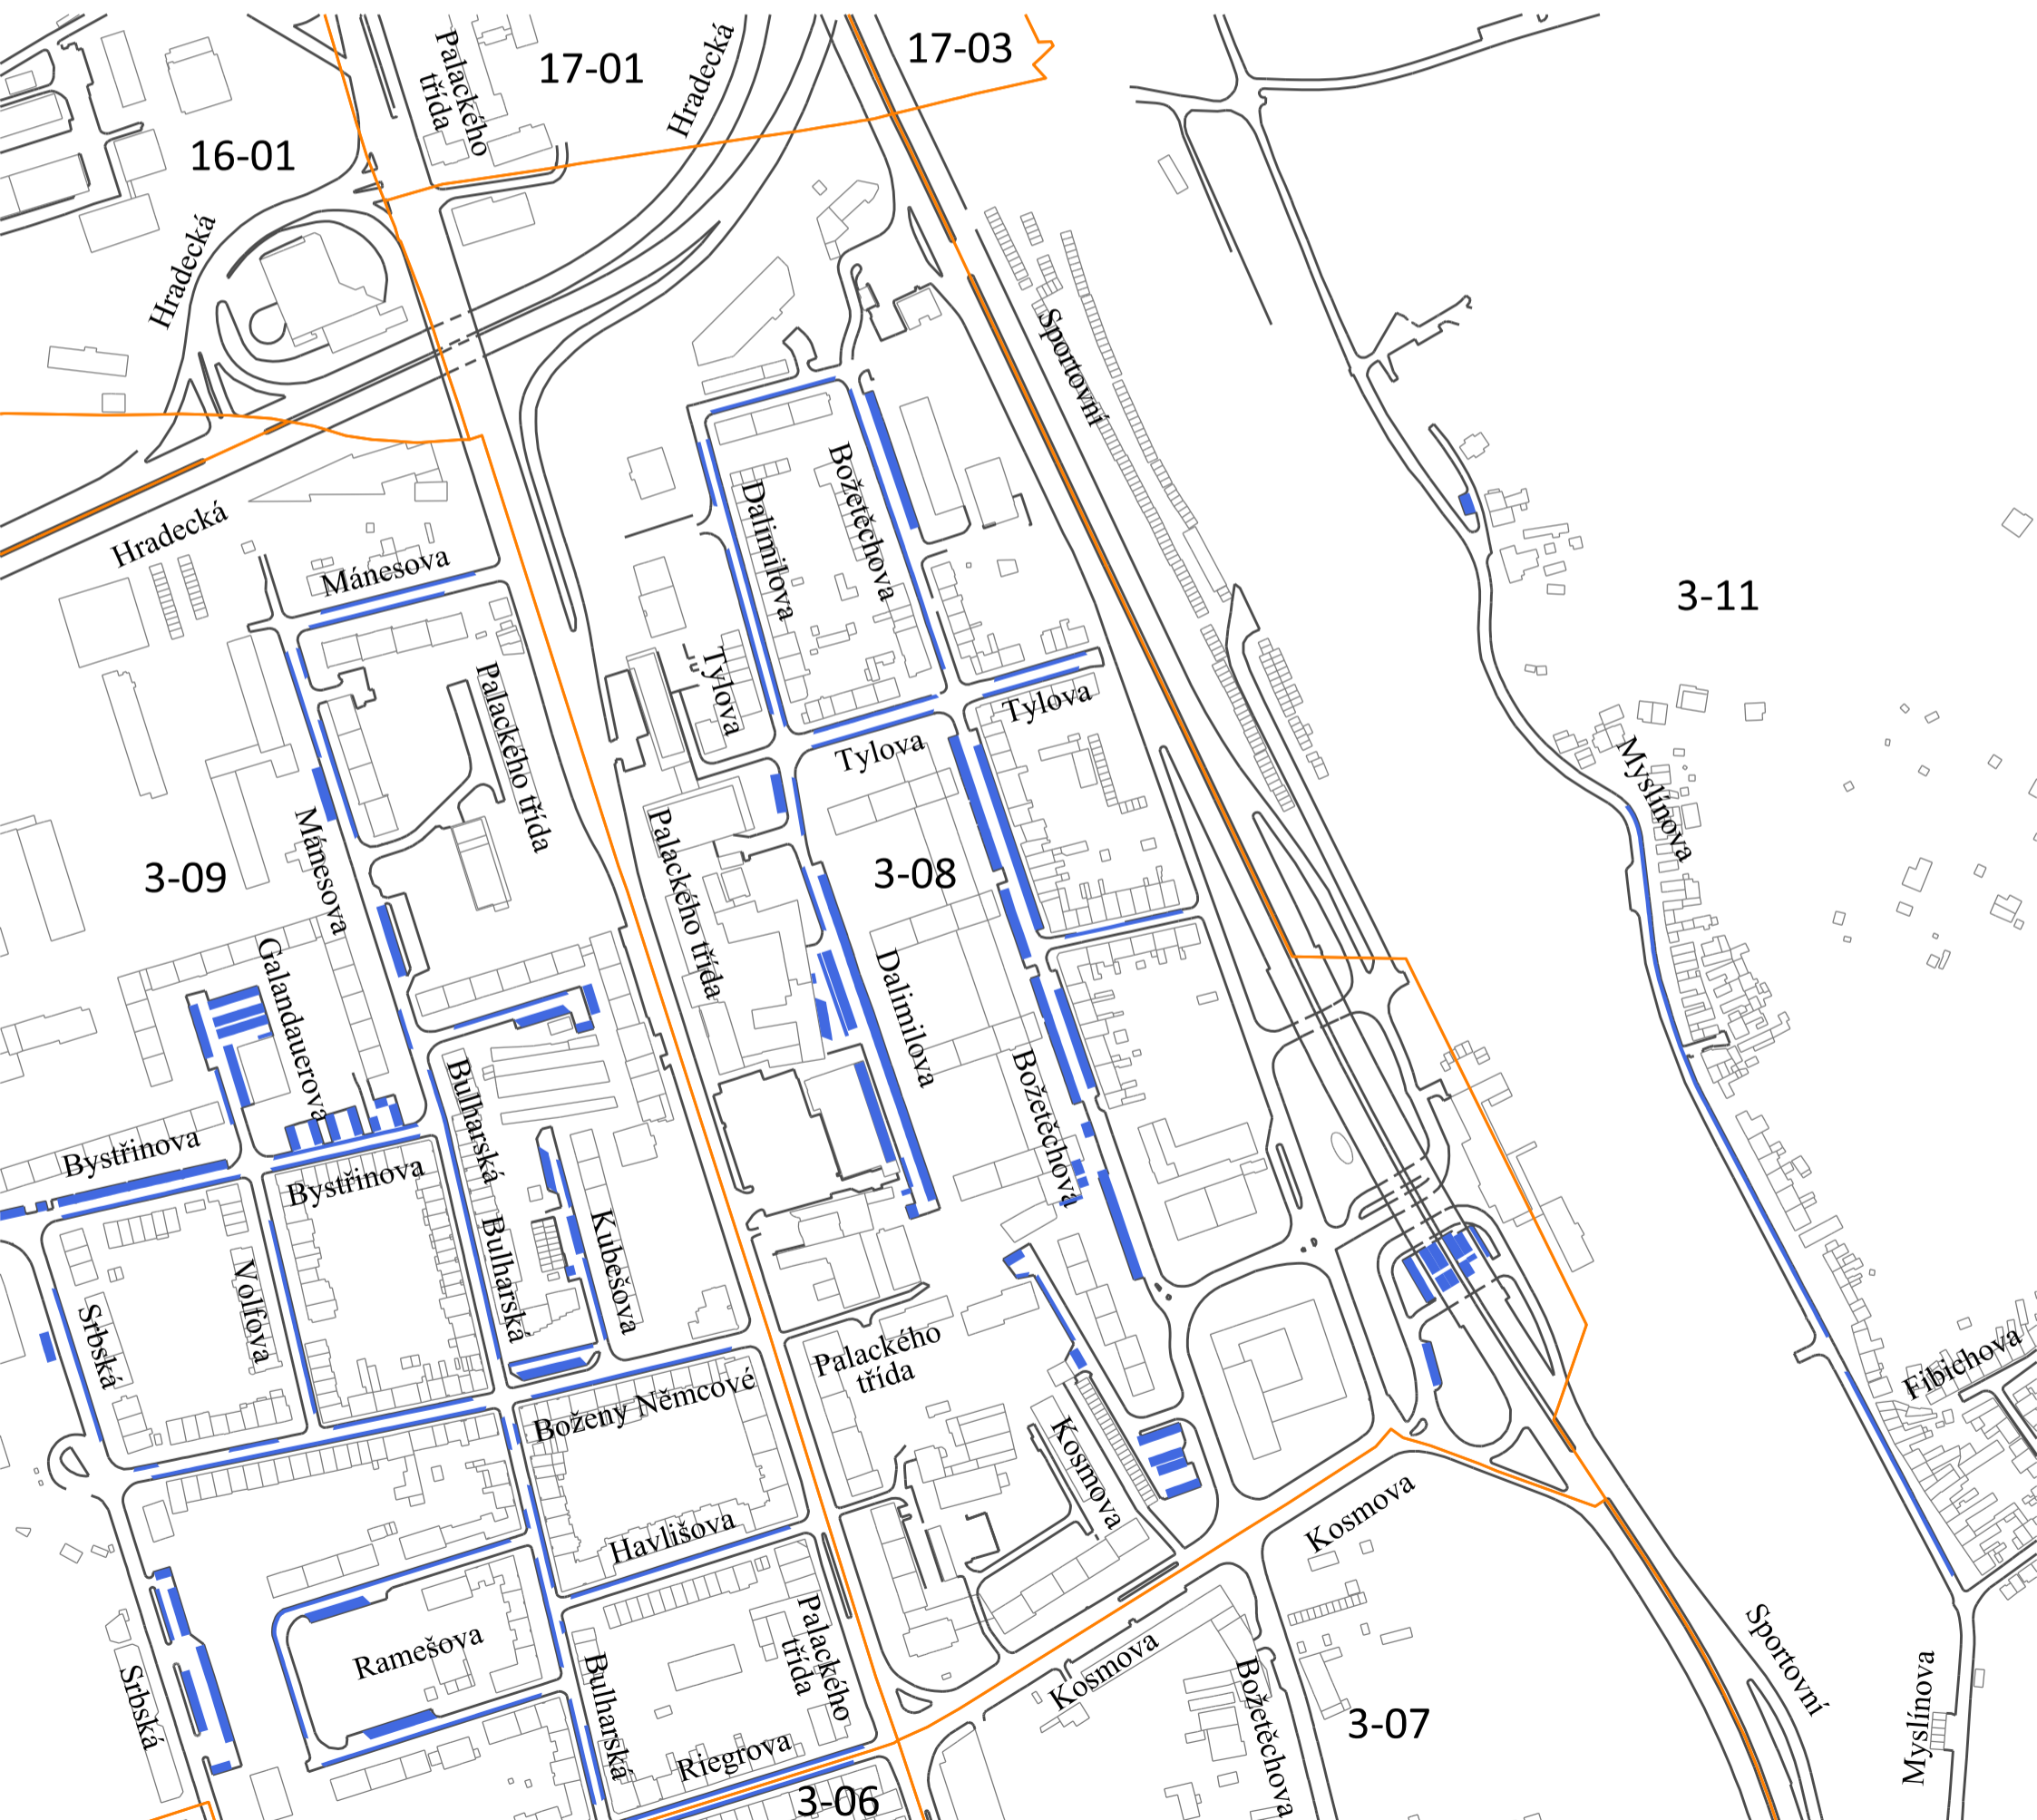 Palackého
třída
17-01
Hradecká
17-03
16-01
Hradecká
Sportovní
Hradecká
Mánesova
Dalimilova
Božetěchova
3-11
Tylova
Palackého třída
Tylova
Tylova
Myslínova
Mánesova
Palackého třída
3-09
3-08
Galandauerova
Dalimilova
Božetěchova
Bulharská
Bystřinova
Bystřinova
Bulharská
Kubešova
Volfova
Srbská
Palackého
třída
Fibichova
Boženy Němcové
Kosmova
Kosmova
Havlišova
Palackého
třída
Ramešova
Srbská
Bulharská
Kosmova
Božetěchova
Sportovní
Myslínova
3-07
Riegrova
3-06